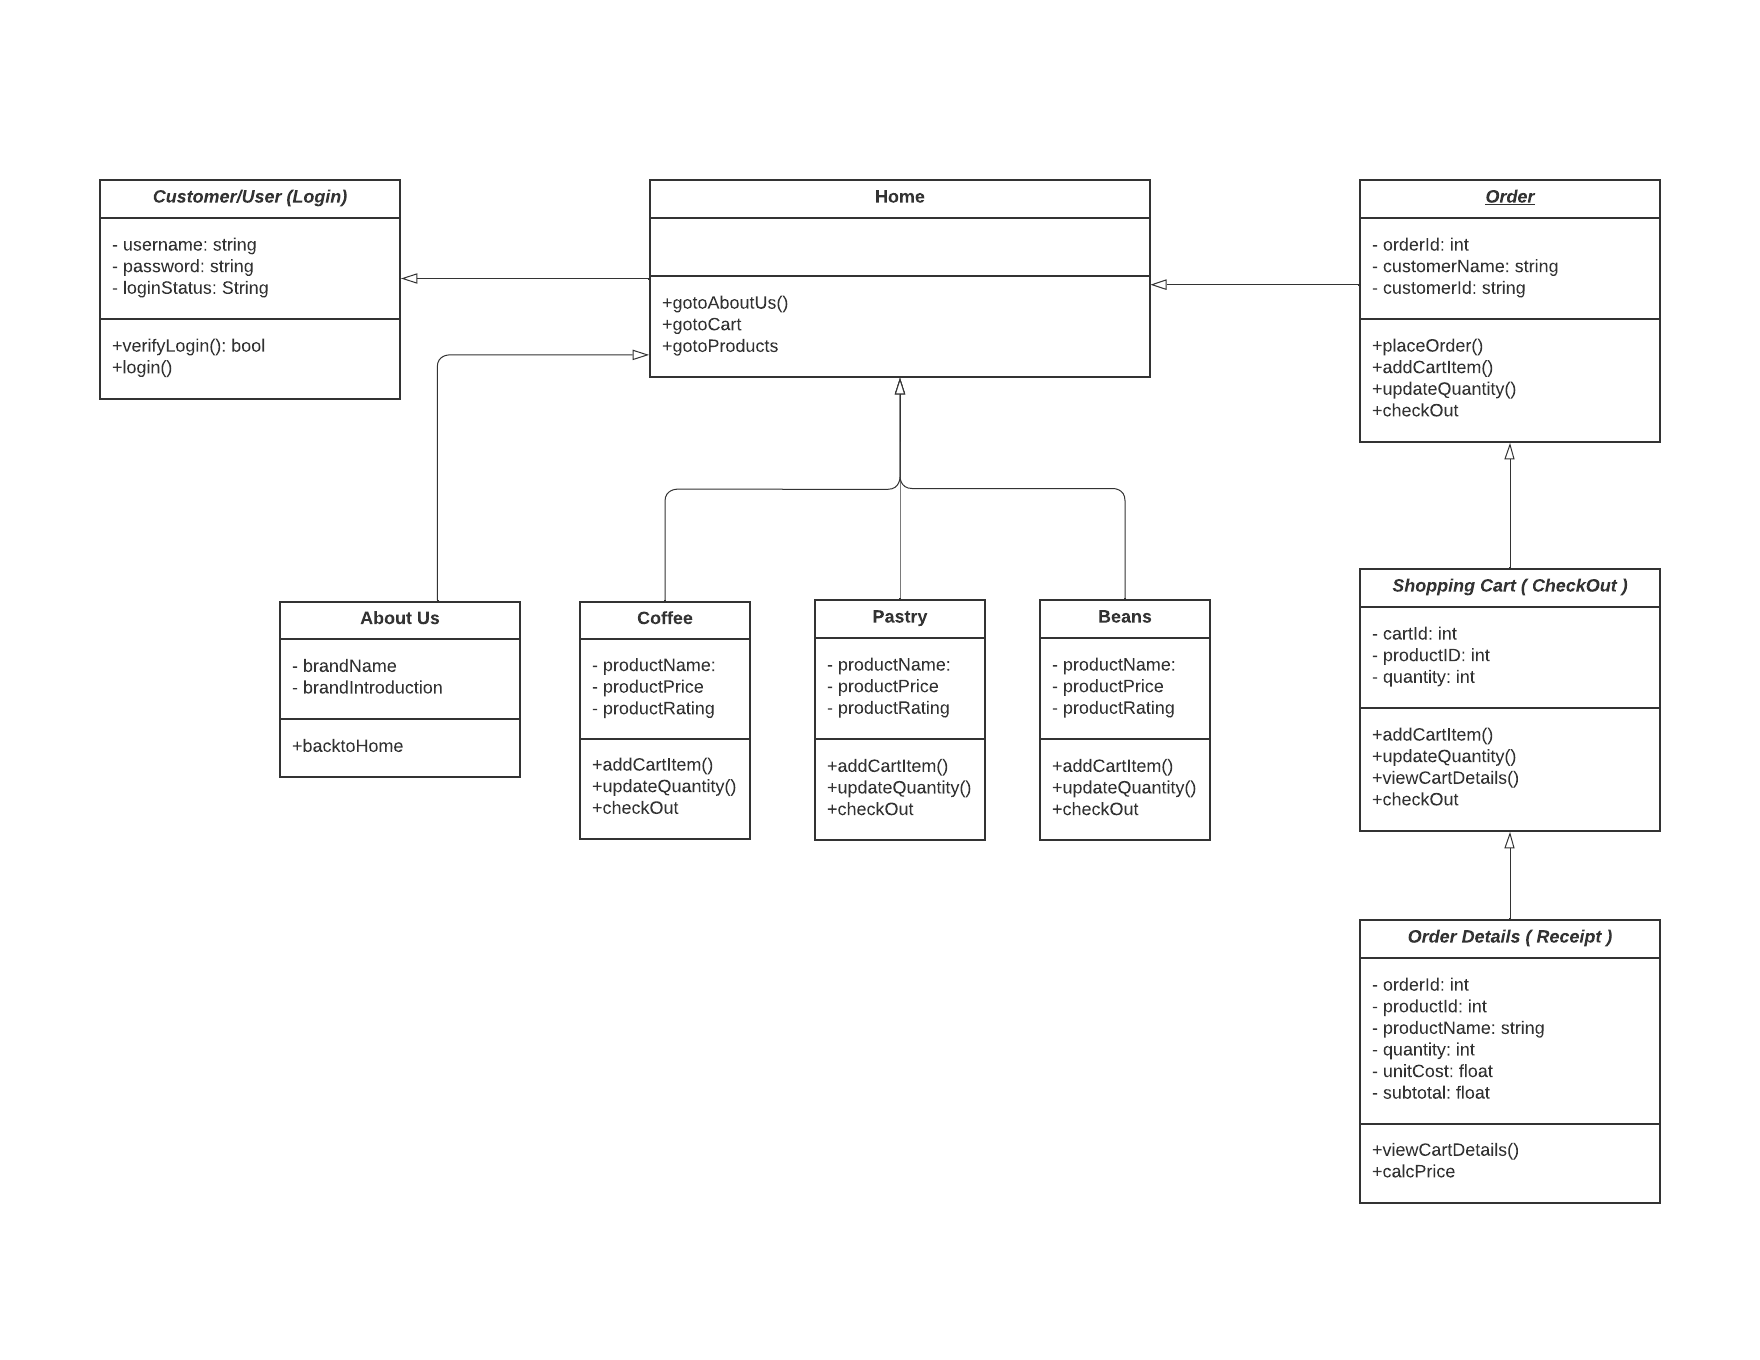 Customer/User (Login)
- username: string
- password: string
- loginStatus: String
+verifyLogin(): bool
+login()
Home
+gotoAboutUs()
+gotoCart
+gotoProducts
Order
- orderId: int
- customerName: string
- customerId: string
+placeOrder()
+addCartItem()
+updateQuantity()
+checkOut
About Us
- brandName
- brandIntroduction
+backtoHome
Coffee
- productName:
- productPrice
- productRating
+addCartItem()
+updateQuantity()
+checkOut
Pastry
- productName:
- productPrice
- productRating
+addCartItem()
+updateQuantity()
+checkOut
Beans
- productName:
- productPrice
- productRating
+addCartItem()
+updateQuantity()
+checkOut
Shopping Cart ( CheckOut )
- cartId: int
- productID: int
- quantity: int
+addCartItem()
+updateQuantity()
+viewCartDetails()
+checkOut
Order Details ( Receipt )
- orderId: int
- productId: int
- productName: string
- quantity: int
- unitCost: float
- subtotal: float
+viewCartDetails()
+calcPrice